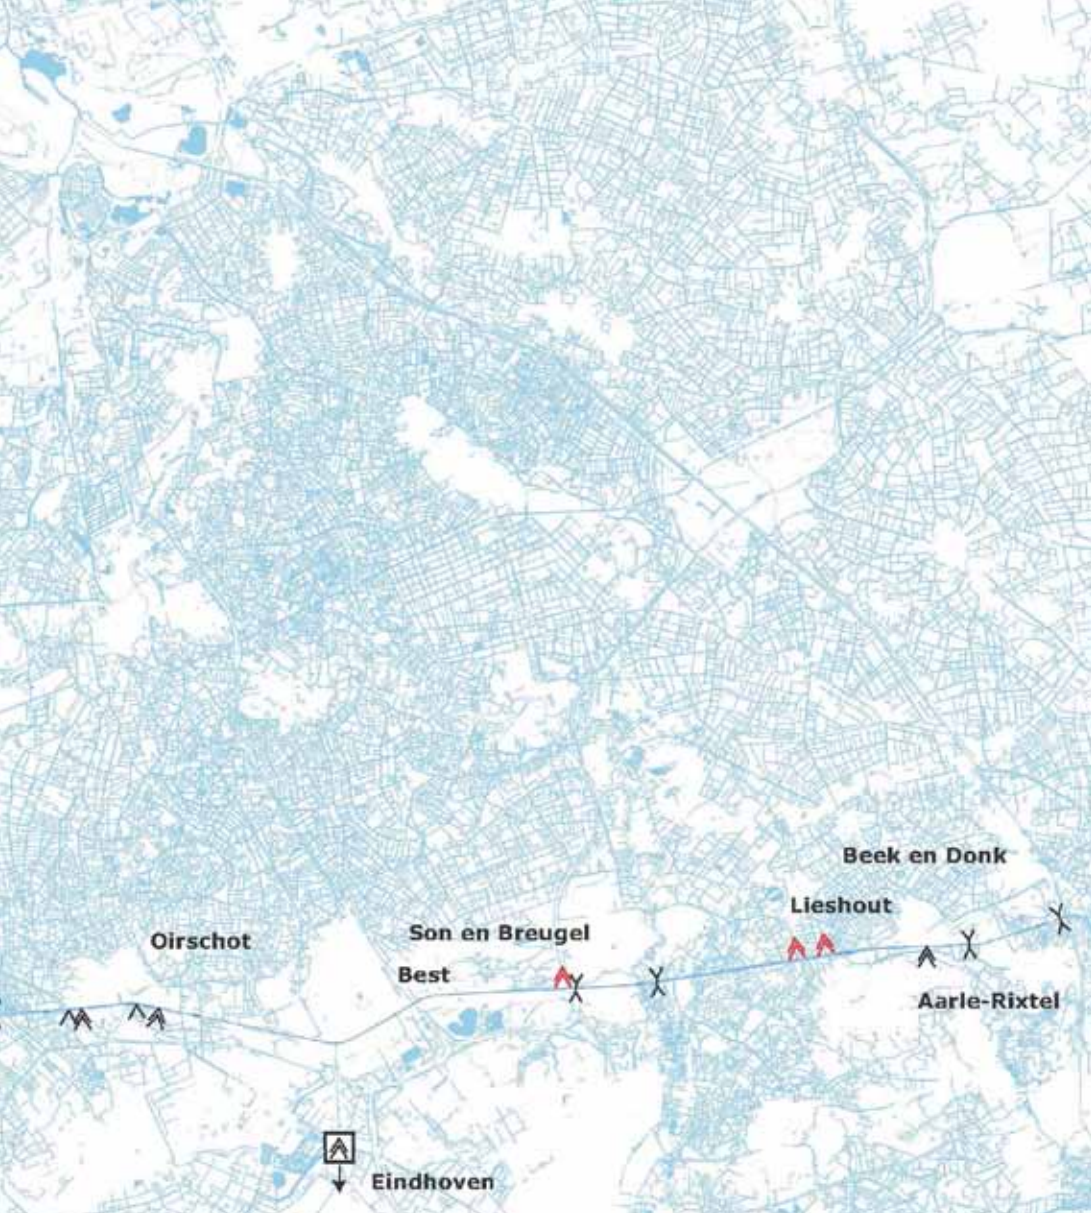 Beek en Donk
Lieshout
Son en Breugel
Oirschot
Best
Aarle-Rixtel
Eindhoven